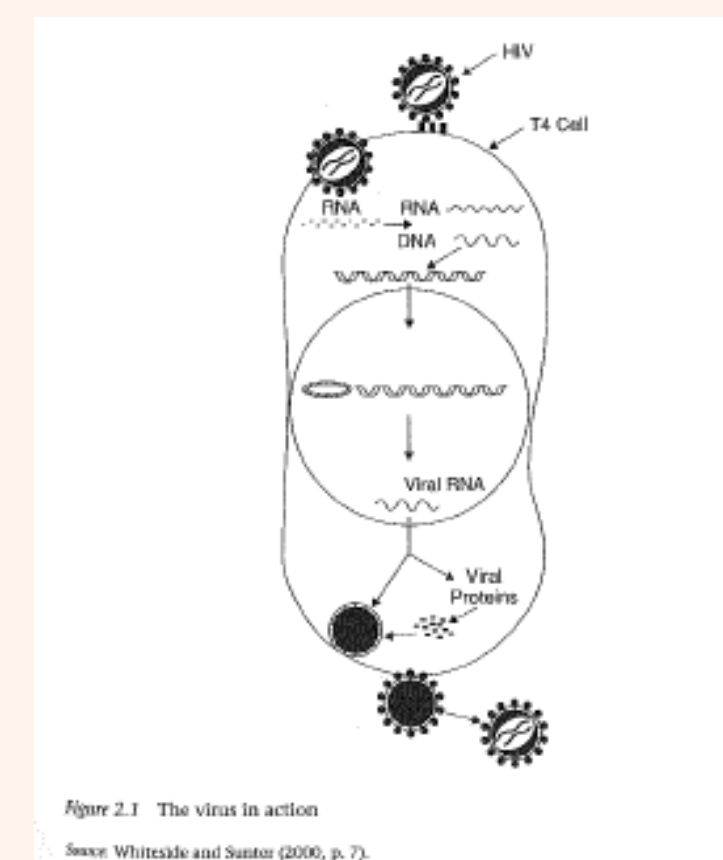 HIV
T4 Cell
RNA RNA
DNA
Viral RNA
Viral
Proteins
Figure 2.1 The virus in action
Source: Whiteside and Sunter (2000, p. 7).